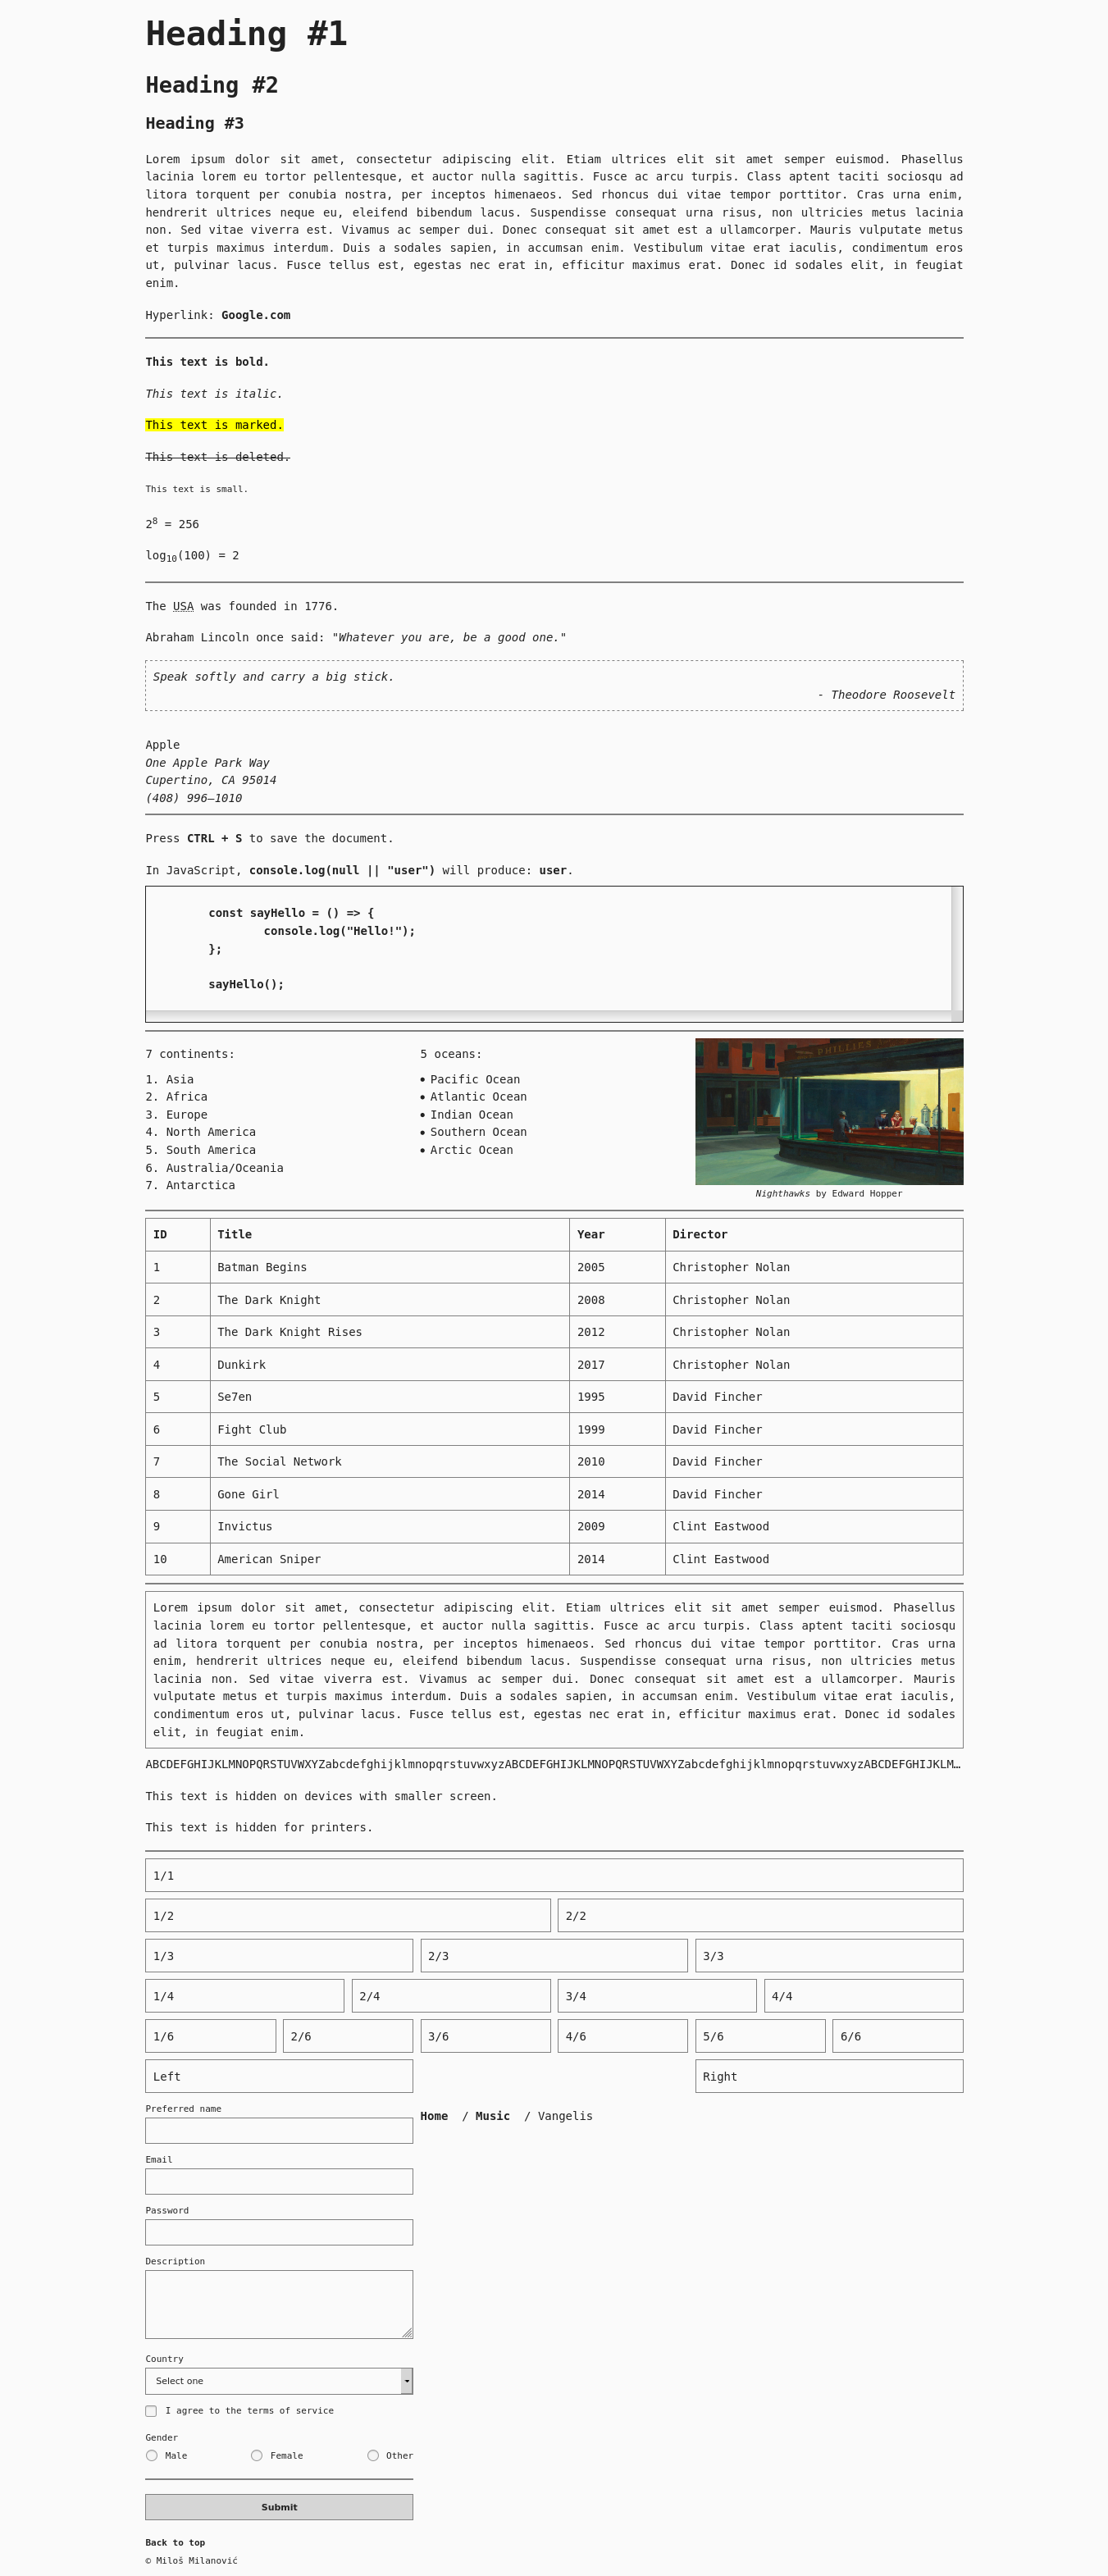 Heading #1
Heading #2
Heading #3
Lorem ipsum dolor sit amet, consectetur adipiscing elit. Etiam ultrices elit sit amet semper euismod. Phasellus
lacinia lorem eu tortor pellentesque, et auctor nulla sagittis. Fusce ac arcu turpis. Class aptent taciti sociosqu ad
litora torquent per conubia nostra, per inceptos himenaeos. Sed rhoncus dui vitae tempor porttitor. Cras urna enim,
hendrerit ultrices neque eu, eleifend bibendum lacus. Suspendisse consequat urna risus, non ultricies metus lacinia
non. Sed vitae viverra est. Vivamus ac semper dui. Donec consequat sit amet est a ullamcorper. Mauris vulputate metus
et turpis maximus interdum. Duis a sodales sapien, in accumsan enim. Vestibulum vitae erat iaculis, condimentum eros
ut, pulvinar lacus. Fusce tellus est, egestas nec erat in, efficitur maximus erat. Donec id sodales elit, in feugiat
enim.
Hyperlink: Google.com
This text is bold.
This text is italic.
This text is marked.
This text is deleted.
This text is small.
2⁸ = 256
log₁₀(100) = 2
The USA was founded in 1776.
Abraham Lincoln once said: "Whatever you are, be a good one."
Speak softly and carry a big stick.
- Theodore Roosevelt
Apple
One Apple Park Way
Cupertino, CA 95014
(408) 996–1010
Press CTRL + S to save the document.
In JavaScript, console.log(null || "user") will produce: user.
const sayHello = () => {
console.log("Hello!");
};
sayHello();
7 continents:
1. Asia
2. Africa
3. Europe
4. North America
5. South America
6. Australia/Oceania
7. Antarctica
5 oceans:
• Pacific Ocean
• Atlantic Ocean
• Indian Ocean
• Southern Ocean
• Arctic Ocean
PHILLIES
Nighthawks by Edward Hopper
ID Title Year Director
1 Batman Begins 2005 Christopher Nolan
2 The Dark Knight 2008 Christopher Nolan
3 The Dark Knight Rises 2012 Christopher Nolan
4 Dunkirk 2017 Christopher Nolan
5 Se7en 1995 David Fincher
6 Fight Club 1999 David Fincher
7 The Social Network 2010 David Fincher
8 Gone Girl 2014 David Fincher
9 Invictus 2009 Clint Eastwood
10 American Sniper 2014 Clint Eastwood
Lorem ipsum dolor sit amet, consectetur adipiscing elit. Etiam ultrices elit sit amet semper euismod. Phasellus
lacinia lorem eu tortor pellentesque, et auctor nulla sagittis. Fusce ac arcu turpis. Class aptent taciti sociosqu
ad litora torquent per conubia nostra, per inceptos himenaeos. Sed rhoncus dui vitae tempor porttitor. Cras urna
enim, hendrerit ultrices neque eu, eleifend bibendum lacus. Suspendisse consequat urna risus, non ultricies metus
lacinia non. Sed vitae viverra est. Vivamus ac semper dui. Donec consequat sit amet est a ullamcorper. Mauris
vulputate metus et turpis maximus interdum. Duis a sodales sapien, in accumsan enim. Vestibulum vitae erat iaculis,
condimentum eros ut, pulvinar lacus. Fusce tellus est, egestas nec erat in, efficitur maximus erat. Donec id sodales
elit, in feugiat enim.
ABCDEFGHIJKLMNOPQRSTUVWXYZabcdefghijklmnopqrstuvwxyzABCDEFGHIJKLMNOPQRSTUVWXYZabcdefghijklmnopqrstuvwxyzABCDEFGHIJKLM…
This text is hidden on devices with smaller screen.
This text is hidden for printers.
1/1
1/2 2/2
1/3 2/3 3/3
1/4 2/4 3/4 4/4
1/6 2/6 3/6 4/6 5/6 6/6
Left Right
Preferred name
Home / Music / Vangelis
Email
Password
Description
Country
Select one
I agree to the terms of service
Gender
Male Female Other
Submit
Back to top
© Miloš Milanović